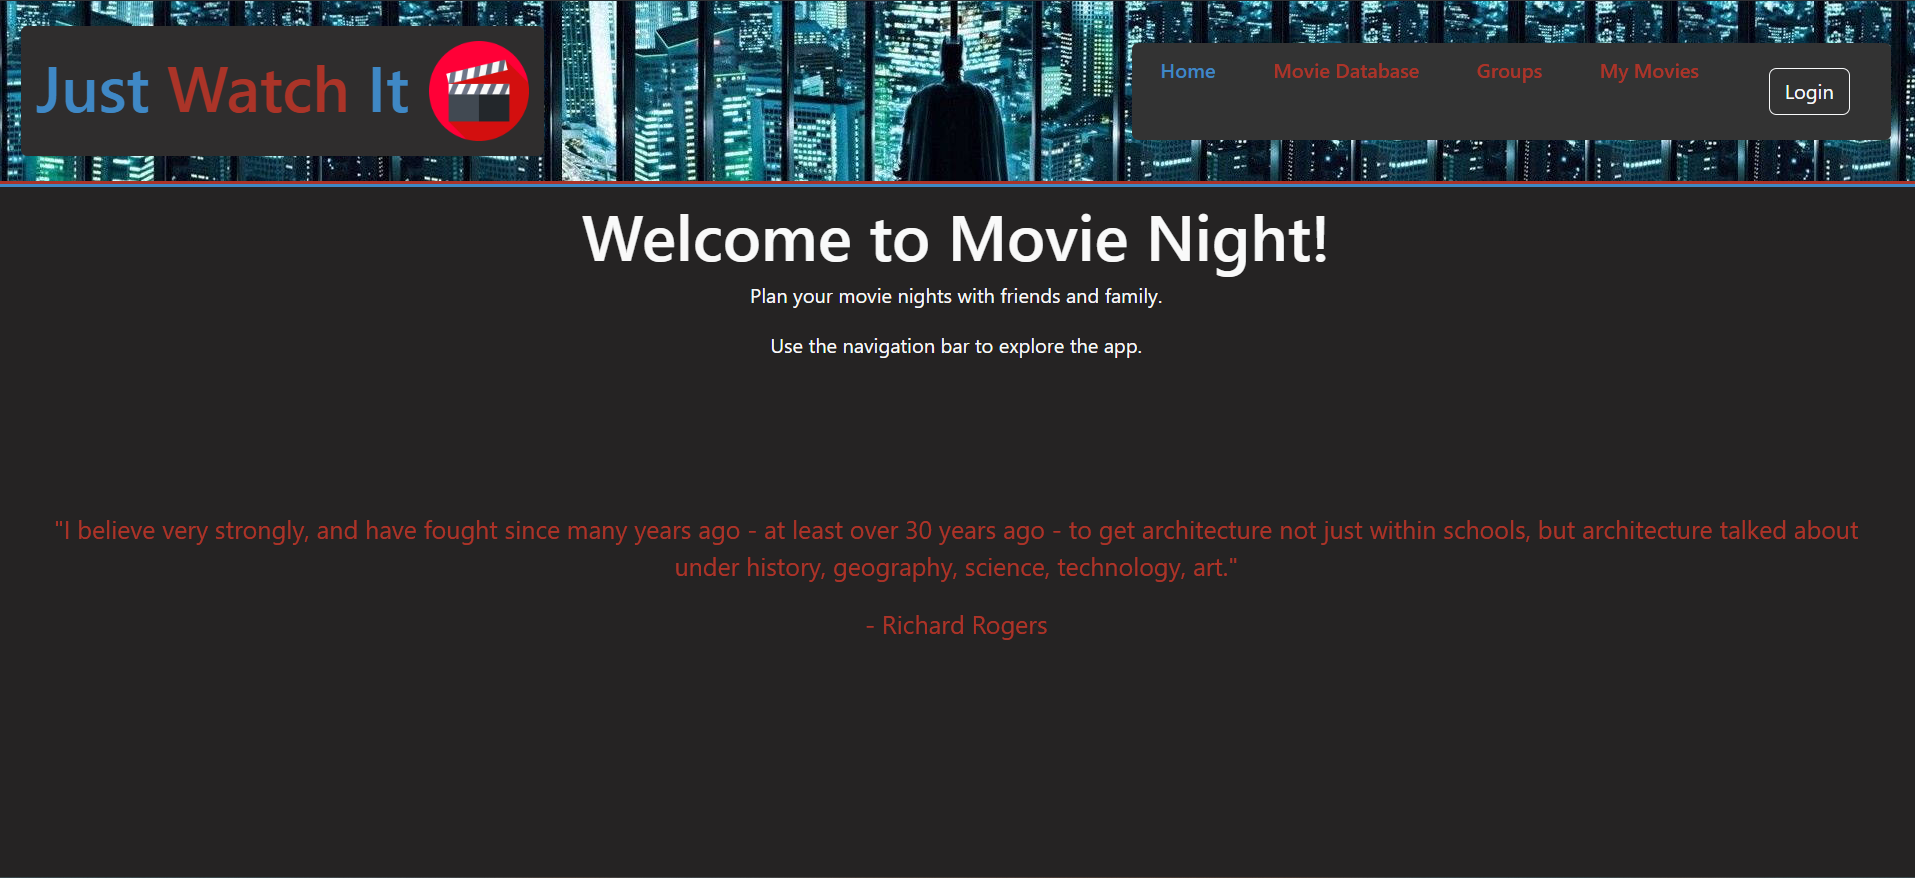 Just Watch It
Home Movie Database Groups My Movies
Login
Welcome to Movie Night!
Plan your movie nights with friends and family.
Use the navigation bar to explore the app.
"I believe very strongly, and have fought since many years ago - at least over 30 years ago - to get architecture not just within schools, but architecture talked about
under history, geography, science, technology, art."
- Richard Rogers